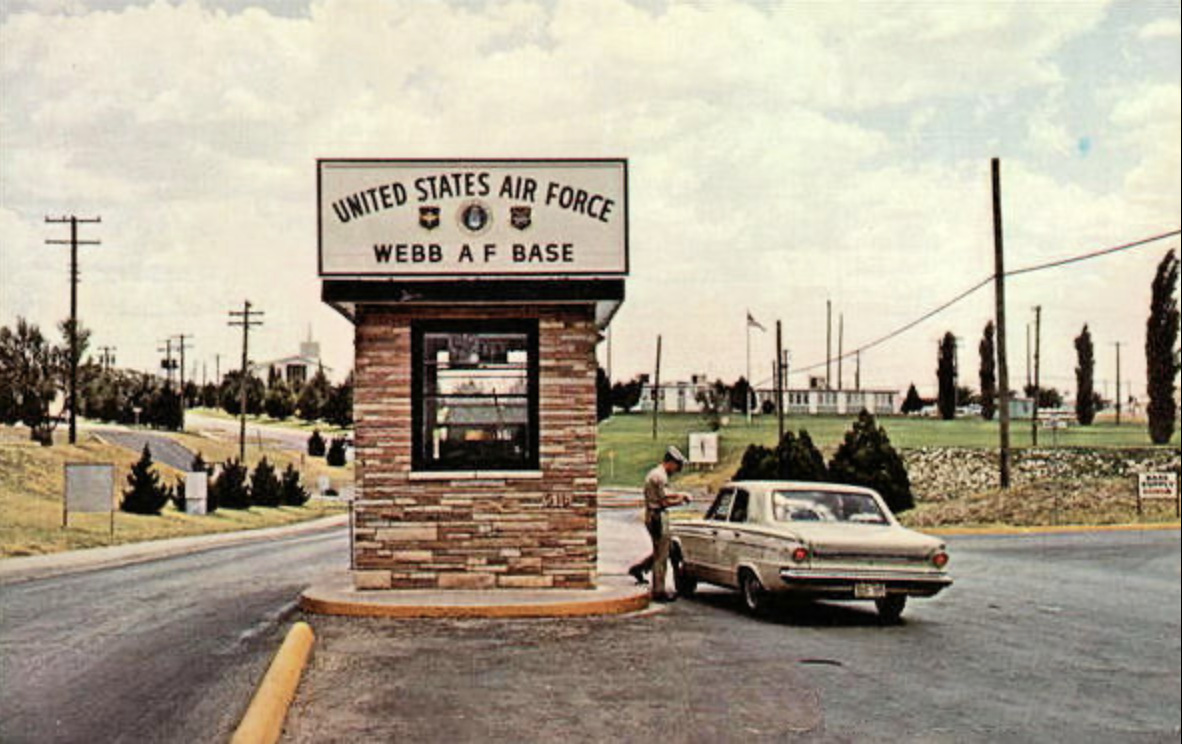 UNITED STATES AIR FORCE
WEBB A F BASE